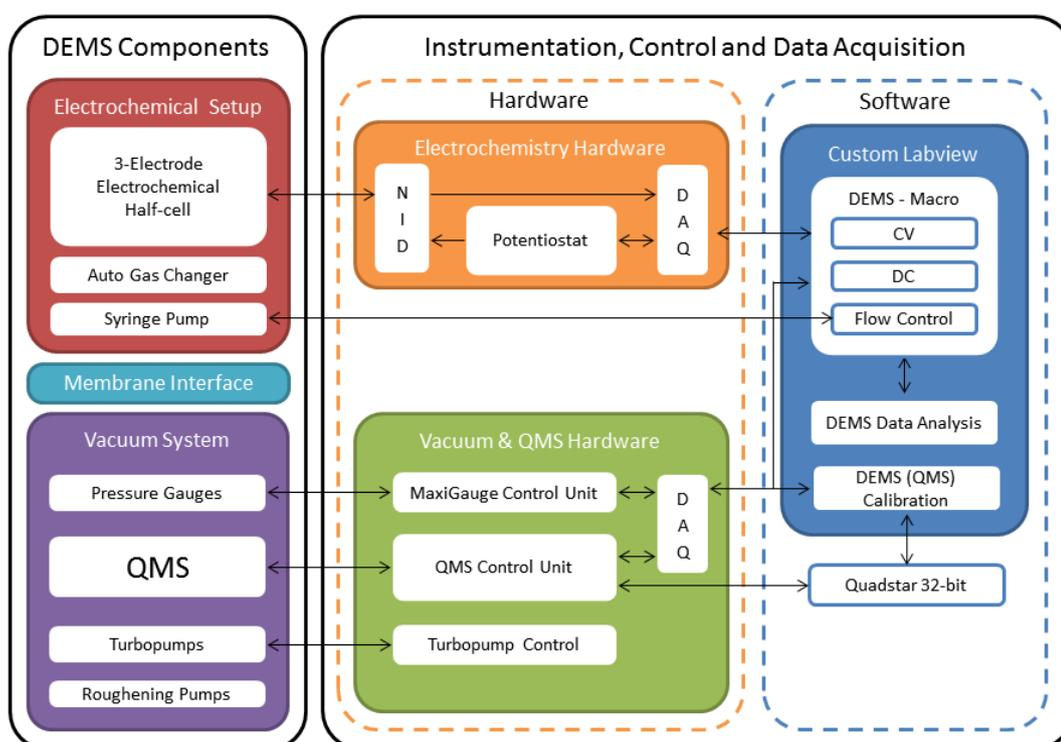 DEMS Components
Electrochemical Setup
3-Electrode
Electrochemical
Half-cell
Auto Gas Changer
Syringe Pump
Membrane Interface
Vacuum System
Pressure Gauges
QMS
Turbopumps
Roughening Pumps
Instrumentation, Control and Data Acquisition
Hardware
Electrochemistry Hardware
N
I
D
Potentiostat
D
A
Q
Vacuum & QMS Hardware
MaxiGauge Control Unit
QMS Control Unit
Turbopump Control
D
A
Q
Software
Custom Labview
DEMS - Macro
CV
DC
Flow Control
DEMS Data Analysis
DEMS (QMS)
Calibration
Quadstar 32-bit